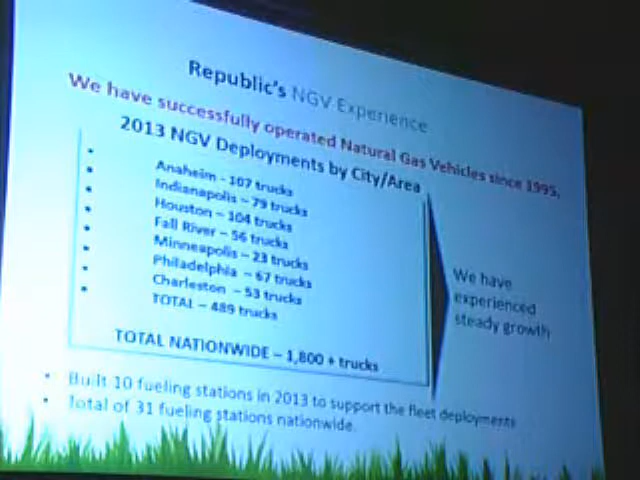 Republic's NGV Experience
We have successfully operated Natural Gas Vehicles since 1995.
2013 NGV Deployments by City/Area
• Anaheim – 107 trucks
• Indianapolis – 79 trucks
• Houston – 104 trucks
• Fall River – 56 trucks
• Minneapolis – 23 trucks
• Philadelphia – 67 trucks
• Charleston – 53 trucks
• TOTAL – 489 trucks
TOTAL NATIONWIDE – 1,800 + trucks
We have
experienced
steady growth
• Built 10 fueling stations in 2013 to support the fleet deployments
• Total of 31 fueling stations nationwide.